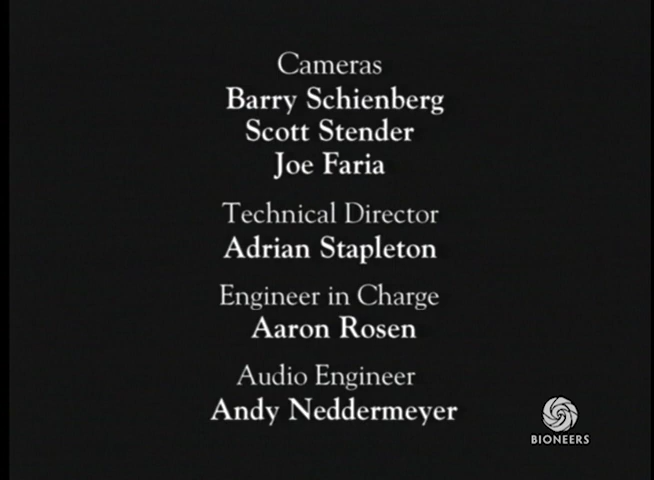 Cameras
Barry Schienberg
Scott Stender
Joe Faria
Technical Director
Adrian Stapleton
Engineer in Charge
Aaron Rosen
Audio Engineer
Andy Neddermeyer
BIONEERS